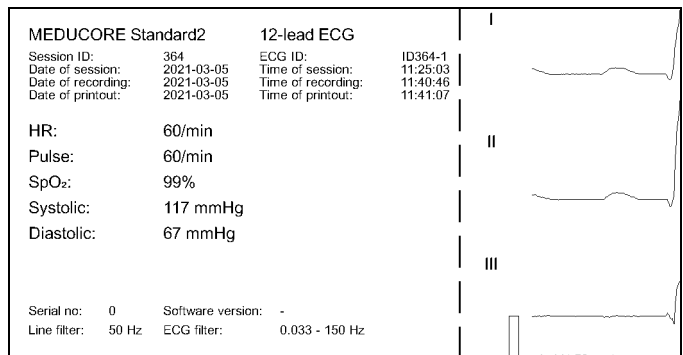 MEDUCORE Standard2 12-lead ECG
Session ID: 364 ECG ID: ID364-1
Date of session: 2021-03-05 Time of session: 11:25:03
Date of recording: 2021-03-05 Time of recording: 11:40:46
Date of printout: 2021-03-05 Time of printout: 11:41:07
HR: 60/min
Pulse: 60/min
SpO₂: 99%
Systolic: 117 mmHg
Diastolic: 67 mmHg
Serial no: 0 Software version: -
Line filter: 50 Hz ECG filter: 0.033 - 150 Hz
I
II
III